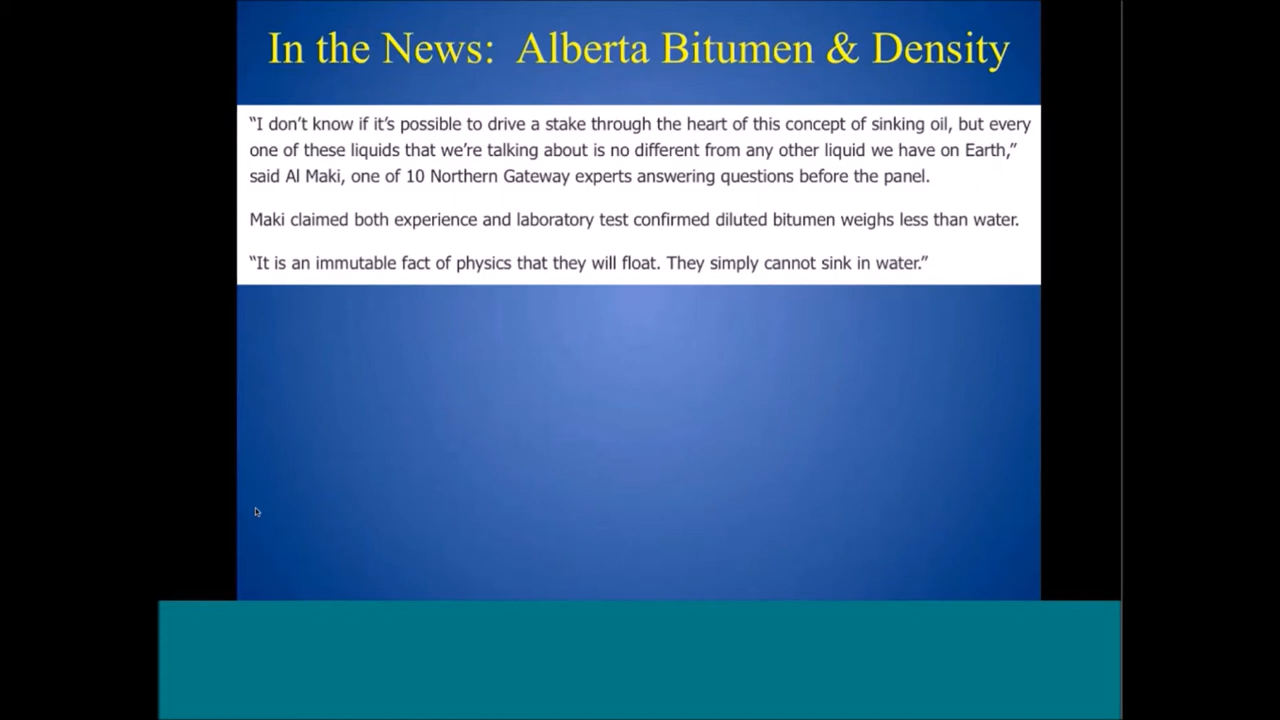 In the News:  Alberta Bitumen & Density
“I don’t know if it’s possible to drive a stake through the heart of this concept of sinking oil, but every
one of these liquids that we’re talking about is no different from any other liquid we have on Earth,”
said Al Maki, one of 10 Northern Gateway experts answering questions before the panel.
Maki claimed both experience and laboratory test confirmed diluted bitumen weighs less than water.
“It is an immutable fact of physics that they will float. They simply cannot sink in water.”